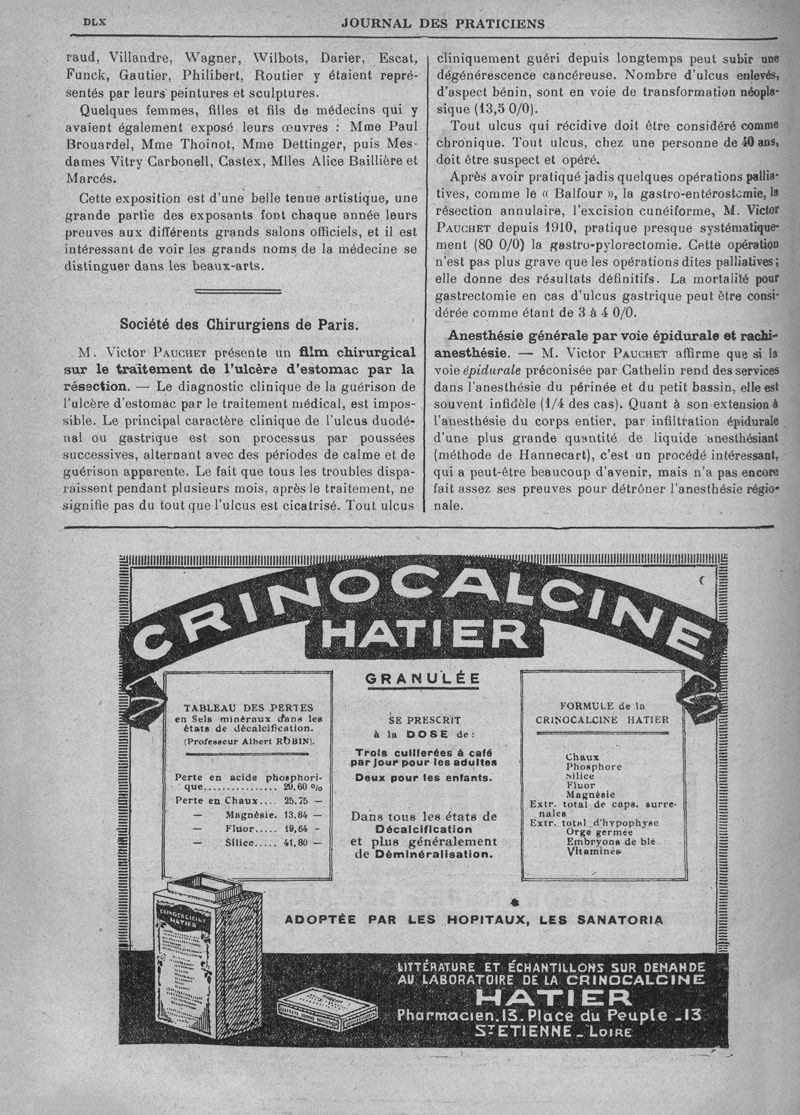 DLX
JOURNAL DES PRATICIENS
raud, Villandre, Wagner, Wilbots, Darier, Escat,
Funck, Gautier, Philibert, Routier y étaient repré-
sentés par leurs peintures et sculptures.
Quelques femmes, filles et fils de médecins qui y
avaient également exposé leurs œuvres : Mme Paul
Brouardel, Mme Thoinot, Mme Dettinger, puis Mes-
dames Vitry Carbonell, Castex, Mlles Alice Baillière et
Marcés.
Cette exposition est d'une belle tenue artistique, une
grande partie des exposants font chaque année leurs
preuves aux différents grands salons officiels, et il est
intéressant de voir les grands noms de la médecine se
distinguer dans les beaux-arts.
Société des Chirurgiens de Paris.
M. Victor PAUCHET présente un film chirurgical
sur le traitement de l'ulcère d'estomac par la
résection. — Le diagnostic clinique de la guérison de
l'ulcère d'estomac par le traitement médical, est impos-
sible. Le principal caractère clinique de l'ulcus duodé-
nal ou gastrique est son processus par poussées
successives, alternant avec des périodes de calme et de
guérison apparente. Le fait que tous les troubles dispa-
raissent pendant plusieurs mois, après le traitement, ne
signifie pas du tout que l'ulcus est cicatrisé. Tout ulcus
cliniquement guéri depuis longtemps peut subir une
dégénérescence cancéreuse. Nombre d'ulcus enlevés,
d'aspect bénin, sont en voie de transformation néopla-
sique (13,5 0/0).
Tout ulcus qui récidive doit être considéré comme
chronique. Tout ulcus, chez une personne de 40 ans,
doit être suspect et opéré.
Après avoir pratiqué jadis quelques opérations pallia-
tives, comme le « Balfour », la gastro-entérostomie, la
résection annulaire, l'excision cunéiforme, M. Victor
PAUCHET depuis 1910, pratique presque systématique-
ment (80 0/0) la gastro-pylorectomie. Cette opération
n'est pas plus grave que les opérations dites palliatives ;
elle donne des résultats définitifs. La mortalité pour
gastrectomie en cas d'ulcus gastrique peut être consi-
dérée comme étant de 3 à 4 0/0.
Anesthésie générale par voie épidurale et rachi-
anesthésie. — M. Victor PAUCHET affirme que si la
voie épidurale préconisée par Cathelin rend des services
dans l'anesthésie du périnée et du petit bassin, elle est
souvent infidèle (1/4 des cas). Quant à son extension à
l'anesthésie du corps entier, par infiltration épidurale
d'une plus grande quantité de liquide anesthésiant
(méthode de Hannecart), c'est un procédé intéressant,
qui a peut-être beaucoup d'avenir, mais n'a pas encore
fait assez ses preuves pour détrôner l'anesthésie régio-
nale.
CRINOCALCINE
HATIER
GRANULÉE
TABLEAU DES PERTES
en Sels minéraux dans les
états de décalcification.
(Professeur Albert ROBIN).
Perte en acide phosphori-
que................ 29,60 %
Perte en Chaux.... 25.75 —
— Magnésie. 13.84 —
— Fluor..... 19,64 -
— Silice..... 41,80 —
SE PRESCRIT
à la DOSE de :
Trois cuillerées à café
par jour pour les adultes
Deux pour les enfants.
Dans tous les états de
Décalcification
et plus généralement
de Déminéralisation.
FORMULE de la
CRINOCALCINE HATIER
Chaux
Phosphore
Silice
Fluor
Magnésie
Extr. total de caps. surre-
nales
Extr. total d'hypophyse
Orge germée
Embryons de blé
Vitamines
ADOPTÉE PAR LES HOPITAUX, LES SANATORIA
CRINOCALCINE
HATIER
LITTÉRATURE ET ÉCHANTILLONS SUR DEMANDE
AU LABORATOIRE DE LA CRINOCALCINE
HATIER
Pharmacien.13.Place du Peuple _13
ST ETIENNE _ LOIRE